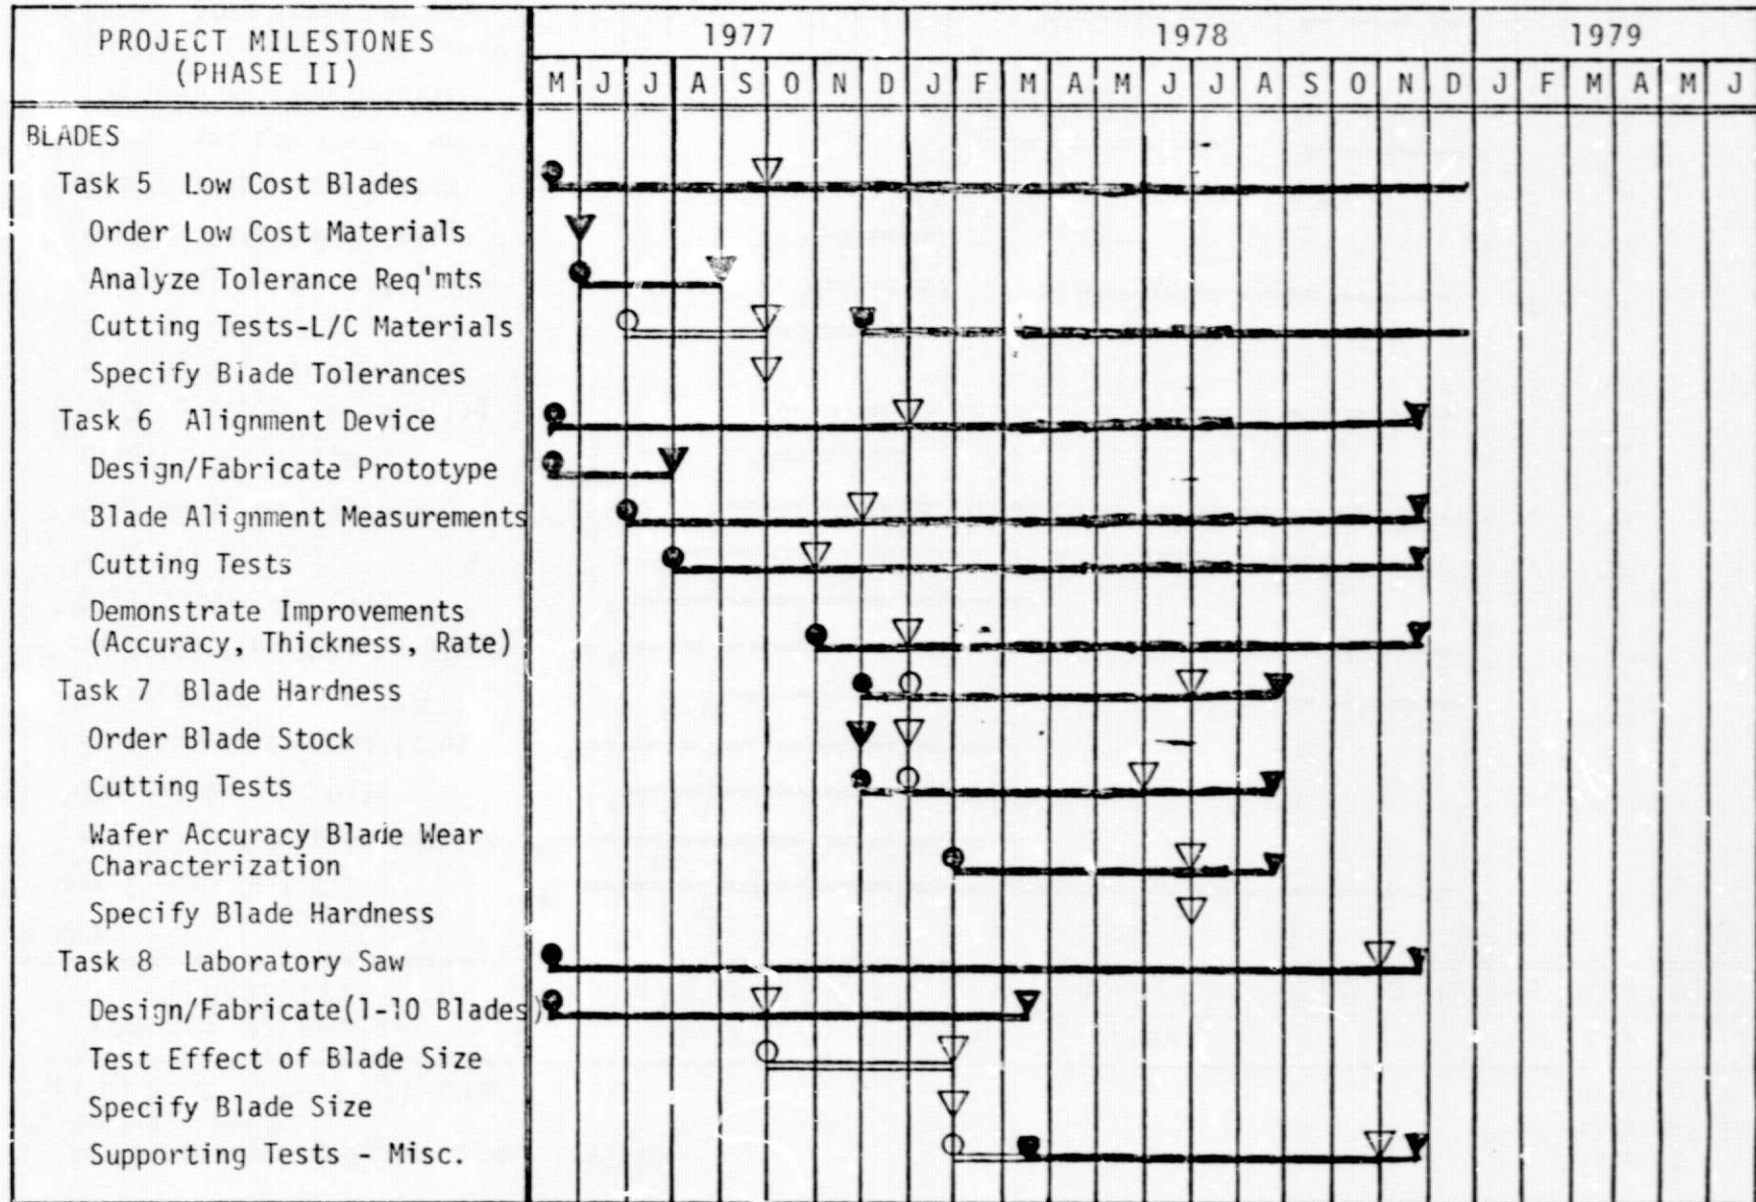 PROJECT MILESTONES
(PHASE II)
1977 1978 1979
M J J A S O N D J F M A M J J A S O N D J F M A M J
BLADES
Task 5 Low Cost Blades
Order Low Cost Materials
Analyze Tolerance Req'mts
Cutting Tests-L/C Materials
Specify Blade Tolerances
Task 6 Alignment Device
Design/Fabricate Prototype
Blade Alignment Measurements
Cutting Tests
Demonstrate Improvements
(Accuracy, Thickness, Rate)
Task 7 Blade Hardness
Order Blade Stock
Cutting Tests
Wafer Accuracy Blade Wear
Characterization
Specify Blade Hardness
Task 8 Laboratory Saw
Design/Fabricate(1-10 Blades)
Test Effect of Blade Size
Specify Blade Size
Supporting Tests - Misc.